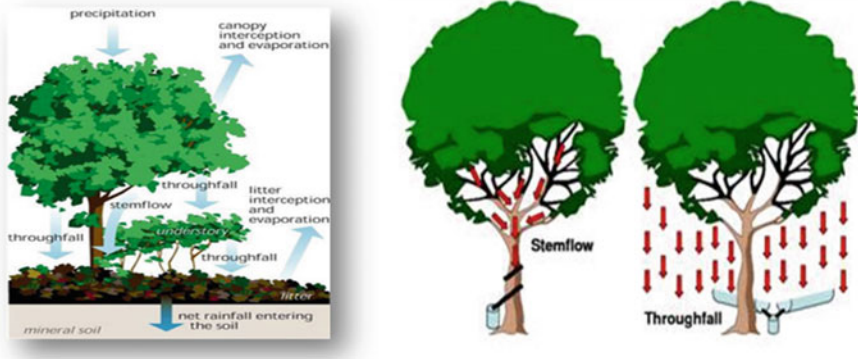 precipitation
canopy
interception
and evaporation
throughfall
stemflow
litter
interception
and
evaporation
throughfall
understory
throughfall
litter
net rainfall entering
the soil
mineral soil
Stemflow
Throughfall